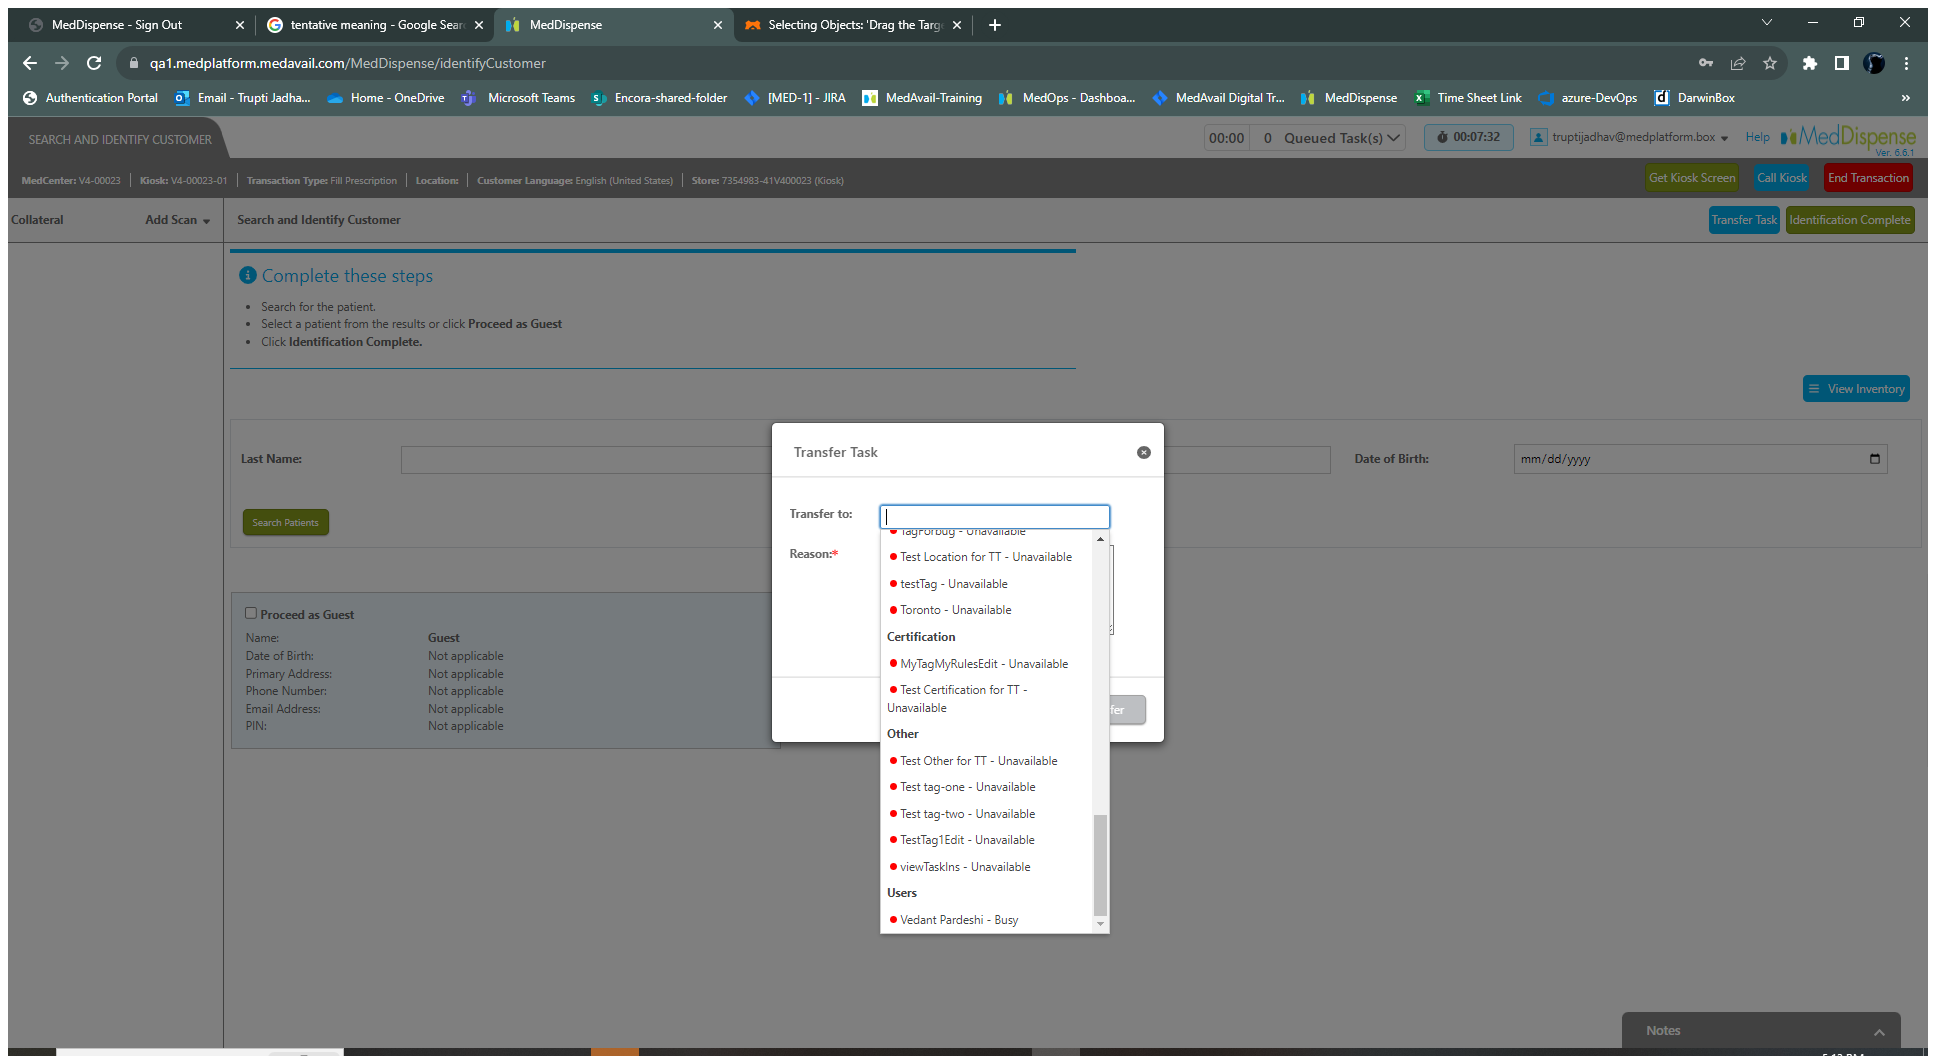 MedDispense - Sign Out
tentative meaning - Google Sear
MedDispense
Selecting Objects: 'Drag the Targ
qa1.medplatform.medavail.com/MedDispense/identifyCustomer
Authentication Portal
Email - Trupti Jadha...
Home - OneDrive
Microsoft Teams
Encora-shared-folder
[MED-1] - JIRA
MedAvail-Training
MedOps - Dashboa...
MedAvail Digital Tr...
MedDispense
Time Sheet Link
azure-DevOps
DarwinBox
»
SEARCH AND IDENTIFY CUSTOMER
00:00
0 Queued Task(s)
00:07:32
truptijadhav@medplatform.box
Help
MedDispense
Ver. 6.6.1
MedCenter: V4-00023
Kiosk: V4-00023-01
Transaction Type: Fill Prescription
Location:
Customer Language: English (United States)
Store: 7354983-41V400023 (Kiosk)
Get Kiosk Screen
Call Kiosk
End Transaction
Collateral
Add Scan
Search and Identify Customer
Transfer Task
Identification Complete
Complete these steps
• Search for the patient.
• Select a patient from the results or click Proceed as Guest
• Click Identification Complete.
View Inventory
Last Name:
Date of Birth:
mm/dd/yyyy
Search Patients
Proceed as Guest
Name: Guest
Date of Birth: Not applicable
Primary Address: Not applicable
Phone Number: Not applicable
Email Address: Not applicable
PIN: Not applicable
Transfer Task
Transfer to:
Reason:*
TagForbug - Unavailable
Test Location for TT - Unavailable
testTag - Unavailable
Toronto - Unavailable
Certification
MyTagMyRulesEdit - Unavailable
Test Certification for TT -
Unavailable
Other
Test Other for TT - Unavailable
Test tag-one - Unavailable
Test tag-two - Unavailable
TestTag1Edit - Unavailable
viewTaskIns - Unavailable
Users
Vedant Pardeshi - Busy
fer
Notes